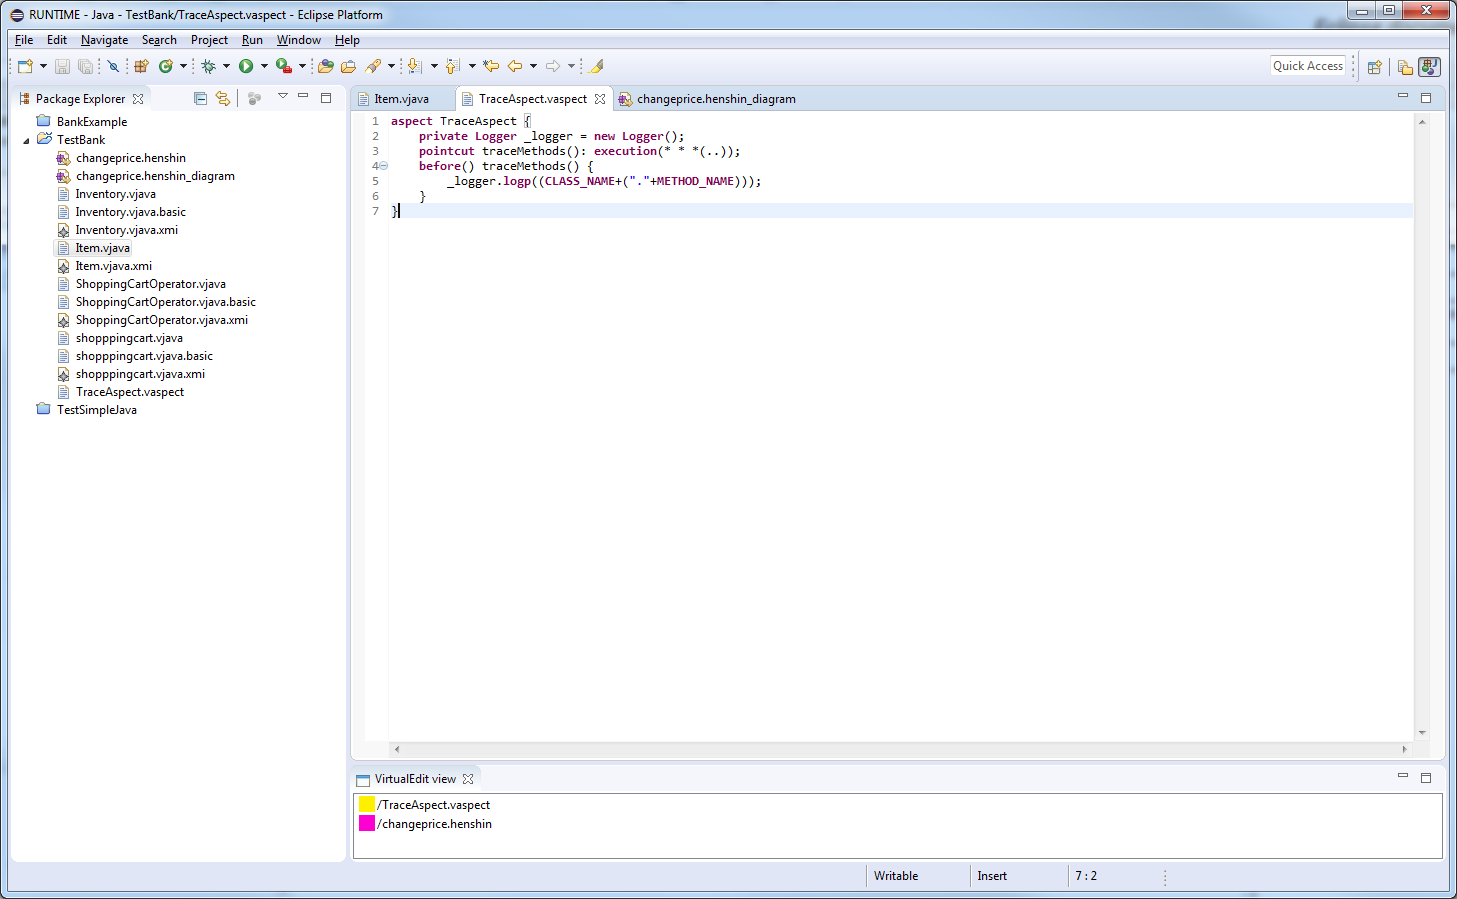 RUNTIME - Java - TestBank/TraceAspect.vaspect - Eclipse Platform
File Edit Navigate Search Project Run Window Help
Quick Access
Package Explorer
BankExample
TestBank
changeprice.henshin
changeprice.henshin_diagram
Inventory.vjava
Inventory.vjava.basic
Inventory.vjava.xmi
Item.vjava
Item.vjava.xmi
ShoppingCartOperator.vjava
ShoppingCartOperator.vjava.basic
ShoppingCartOperator.vjava.xmi
shopppingcart.vjava
shopppingcart.vjava.basic
shopppingcart.vjava.xmi
TraceAspect.vaspect
TestSimpleJava
Item.vjava TraceAspect.vaspect changeprice.henshin_diagram
1 aspect TraceAspect {
2 private Logger _logger = new Logger();
3 pointcut traceMethods(): execution(* * *(..));
4 before() traceMethods() {
5 _logger.logp((CLASS_NAME+("."+METHOD_NAME)));
6 }
7 }
VirtualEdit view
/TraceAspect.vaspect
/changeprice.henshin
Writable Insert 7 : 2